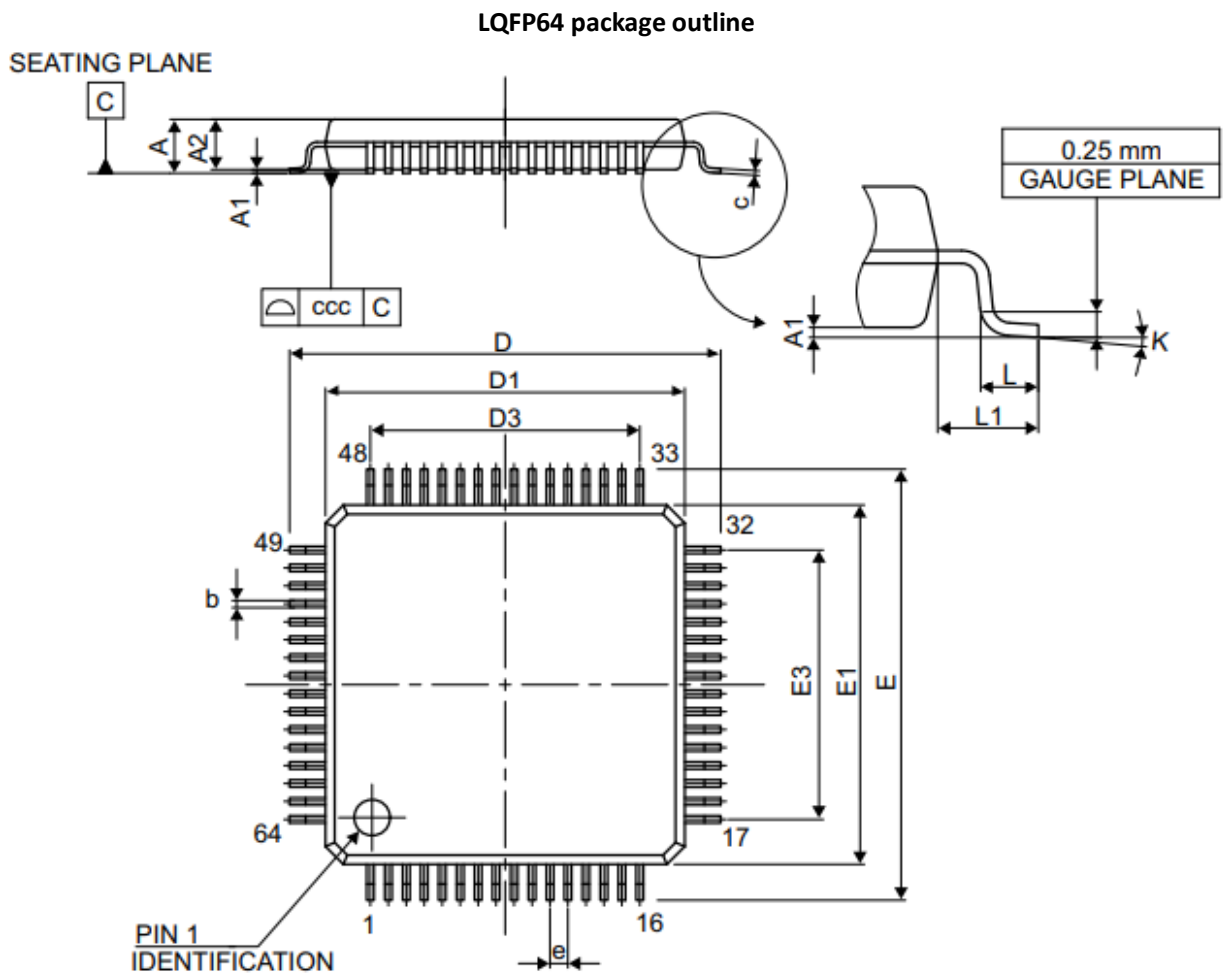 LQFP64 package outline
SEATING PLANE
C
A
A2
A1
c
ccc
C
0.25 mm
GAUGE PLANE
A1
K
L
L1
D
D1
D3
48
33
49
32
b
E3
E1
E
64
17
1
16
PIN 1
IDENTIFICATION
e